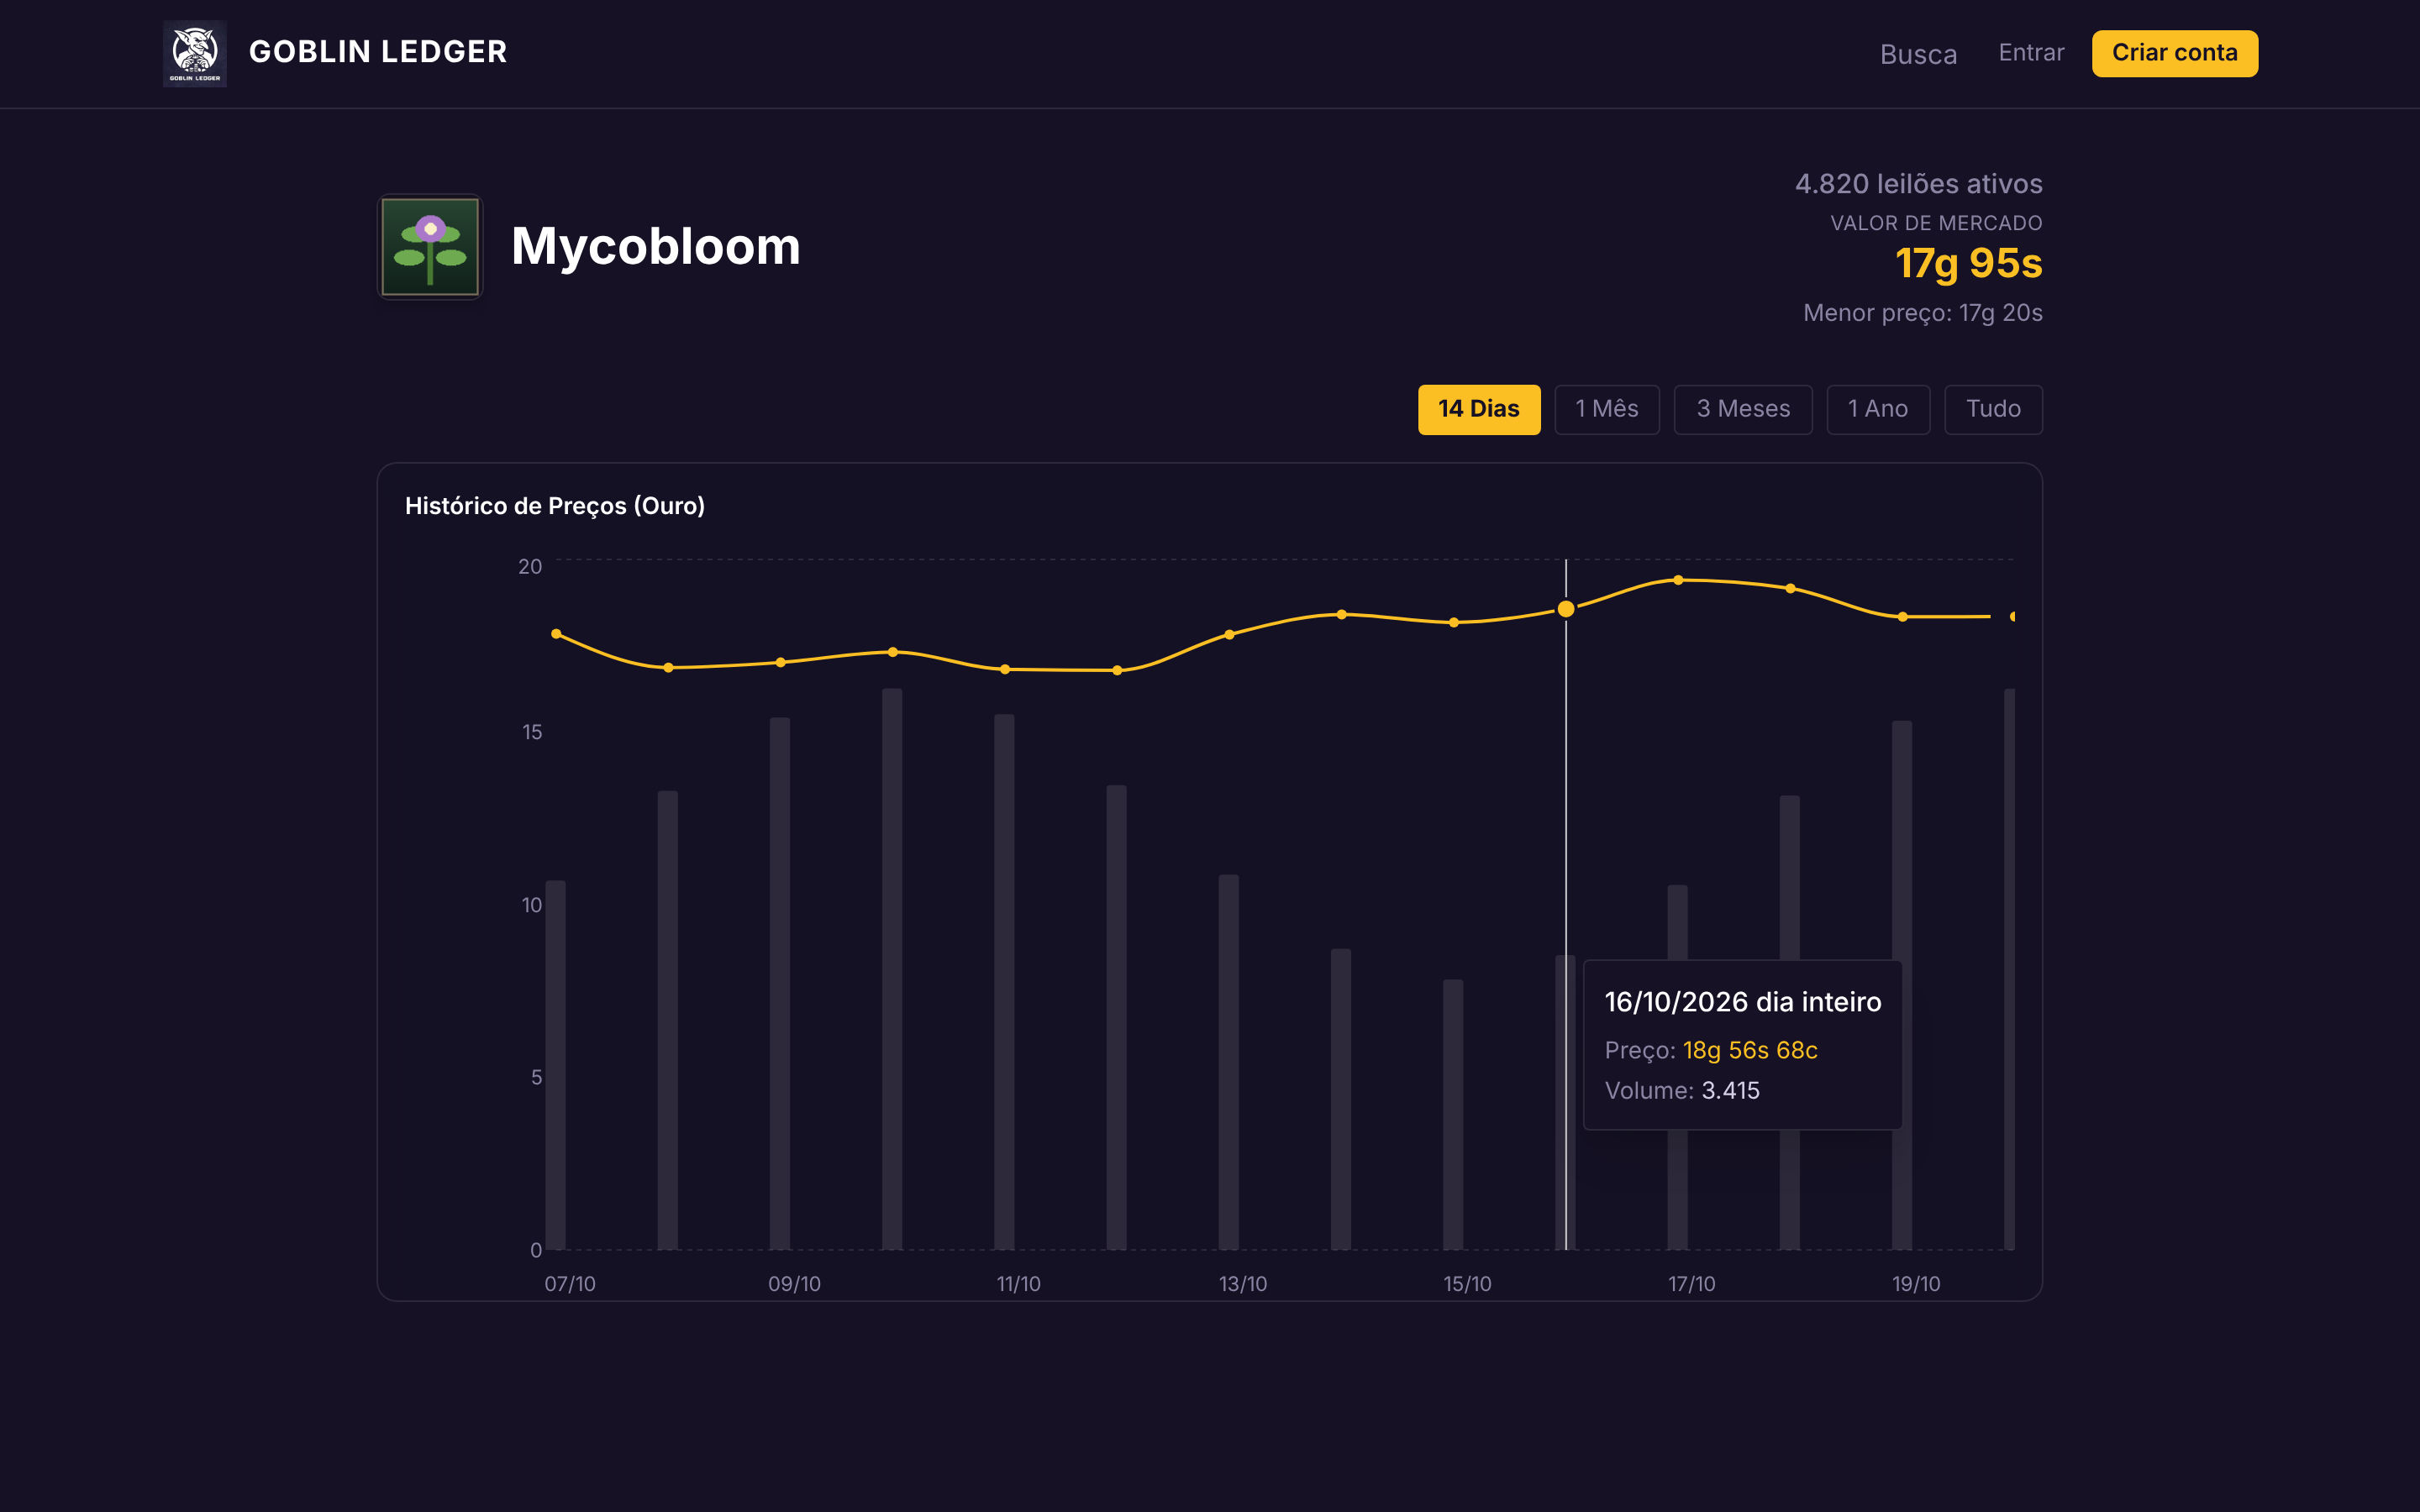 GOBLIN LEDGER
GOBLIN LEDGER
Busca
Entrar
Criar conta
Mycobloom
4.820 leilões ativos
VALOR DE MERCADO
17g 95s
Menor preço: 17g 20s
14 Dias
1 Mês
3 Meses
1 Ano
Tudo
Histórico de Preços (Ouro)
20
15
10
5
0
16/10/2026 dia inteiro
Preço: 18g 56s 68c
Volume: 3.415
07/10
09/10
11/10
13/10
15/10
17/10
19/10